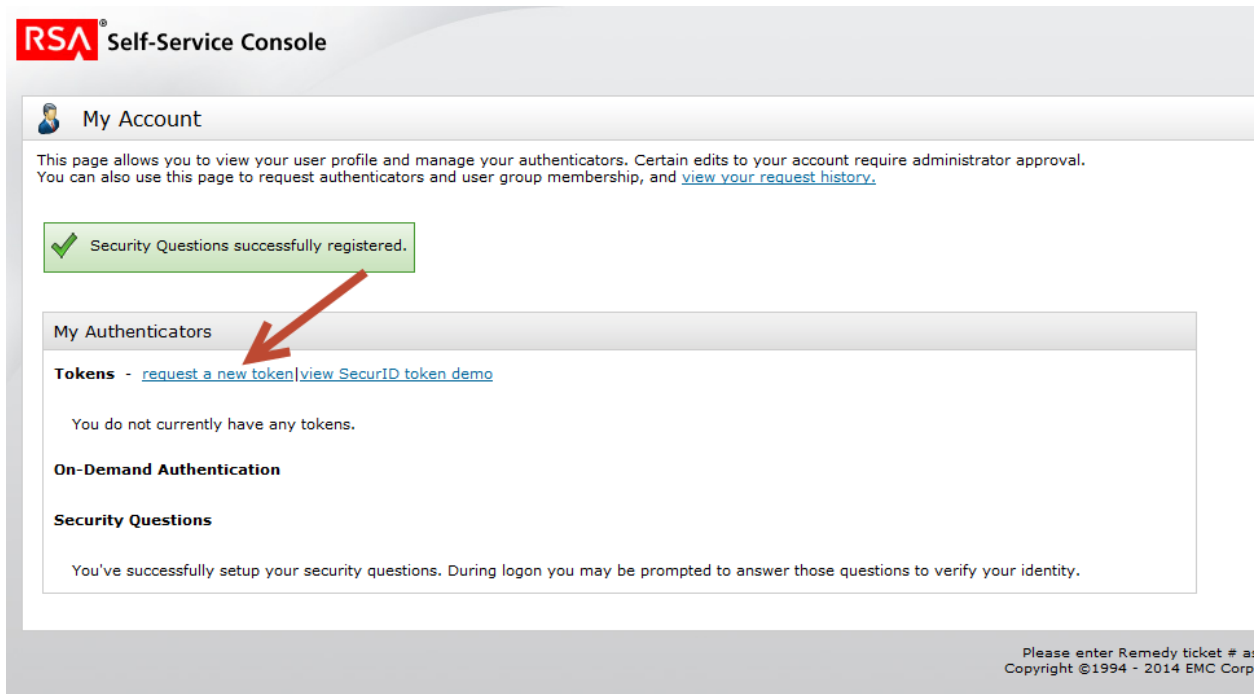 RSA® Self-Service Console
My Account
This page allows you to view your user profile and manage your authenticators. Certain edits to your account require administrator approval.
You can also use this page to request authenticators and user group membership, and view your request history.
Security Questions successfully registered.
My Authenticators
Tokens - request a new token|view SecurID token demo
You do not currently have any tokens.
On-Demand Authentication
Security Questions
You've successfully setup your security questions. During logon you may be prompted to answer those questions to verify your identity.
Please enter Remedy ticket # as
Copyright ©1994 - 2014 EMC Corp